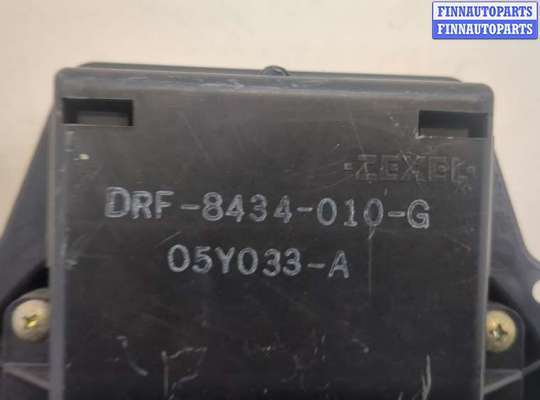 FINNAUTOPARTS
FINNAUTOPARTS
·ZEXEL·
DRF-8434-010-G
05Y033-A